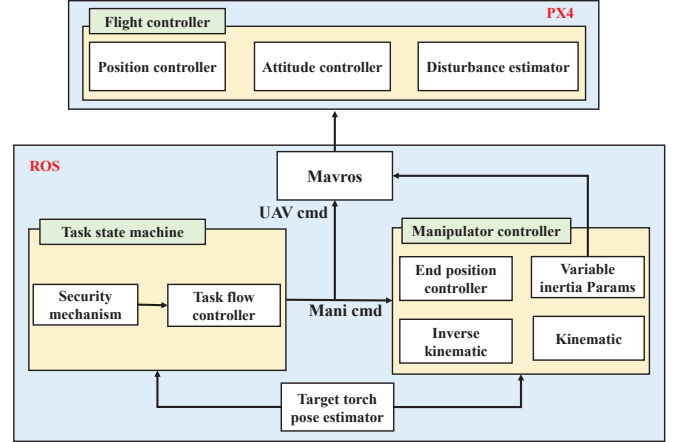 PX4
Flight controller
Position controller
Attitude controller
Disturbance estimator
ROS
Mavros
UAV cmd
Task state machine
Manipulator controller
Security
mechanism
Task flow
controller
Mani cmd
End position
controller
Variable
inertia Params
Inverse
kinematic
Kinematic
Target torch
pose estimator